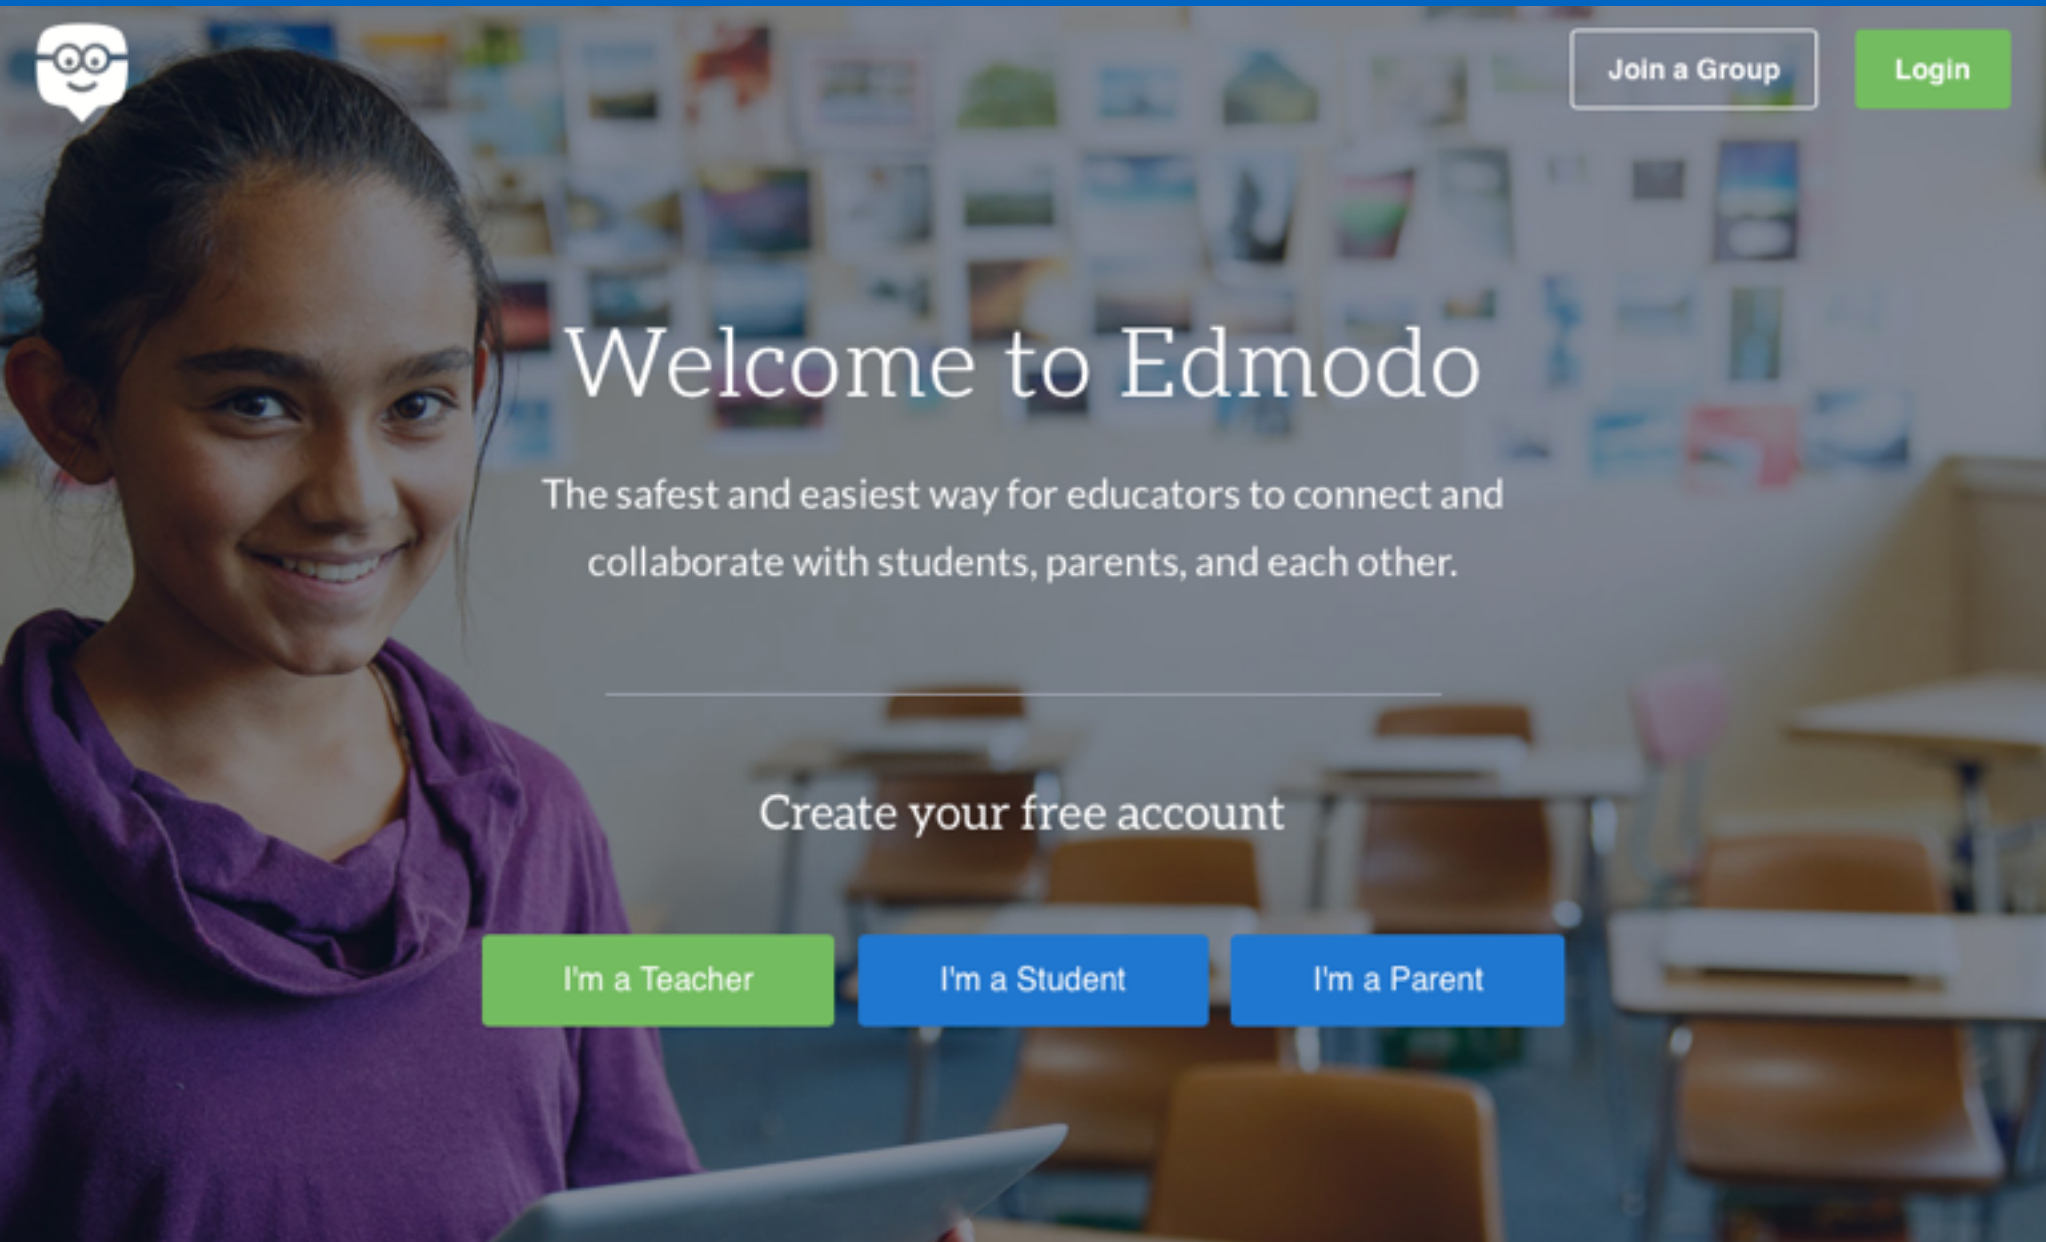 Join a Group
Login
Welcome to Edmodo
The safest and easiest way for educators to connect and
collaborate with students, parents, and each other.
Create your free account
I'm a Teacher
I'm a Student
I'm a Parent